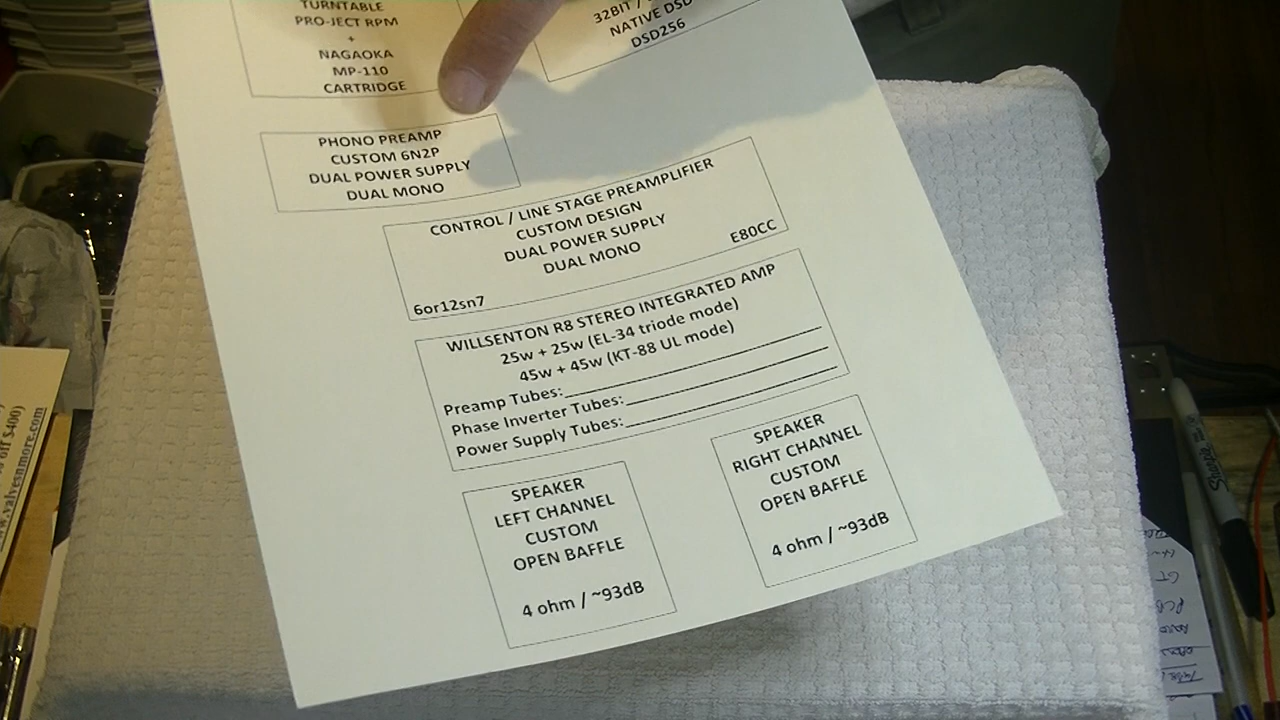 TURNTABLE
PRO-JECT RPM
+
NAGAOKA
MP-110
CARTRIDGE
32BIT /
NATIVE DSD
DSD256
PHONO PREAMP
CUSTOM 6N2P
DUAL POWER SUPPLY
DUAL MONO
CONTROL / LINE STAGE PREAMPLIFIER
CUSTOM DESIGN
DUAL POWER SUPPLY
DUAL MONO
6or12sn7
E80CC
WILLSENTON R8 STEREO INTEGRATED AMP
25w + 25w (EL-34 triode mode)
45w + 45w (KT-88 UL mode)
Preamp Tubes:
Phase Inverter Tubes:
Power Supply Tubes:
SPEAKER
LEFT CHANNEL
CUSTOM
OPEN BAFFLE
4 ohm / ~93dB
SPEAKER
RIGHT CHANNEL
CUSTOM
OPEN BAFFLE
4 ohm / ~93dB
off $400)
www.valvesnmore.com
Sharpie